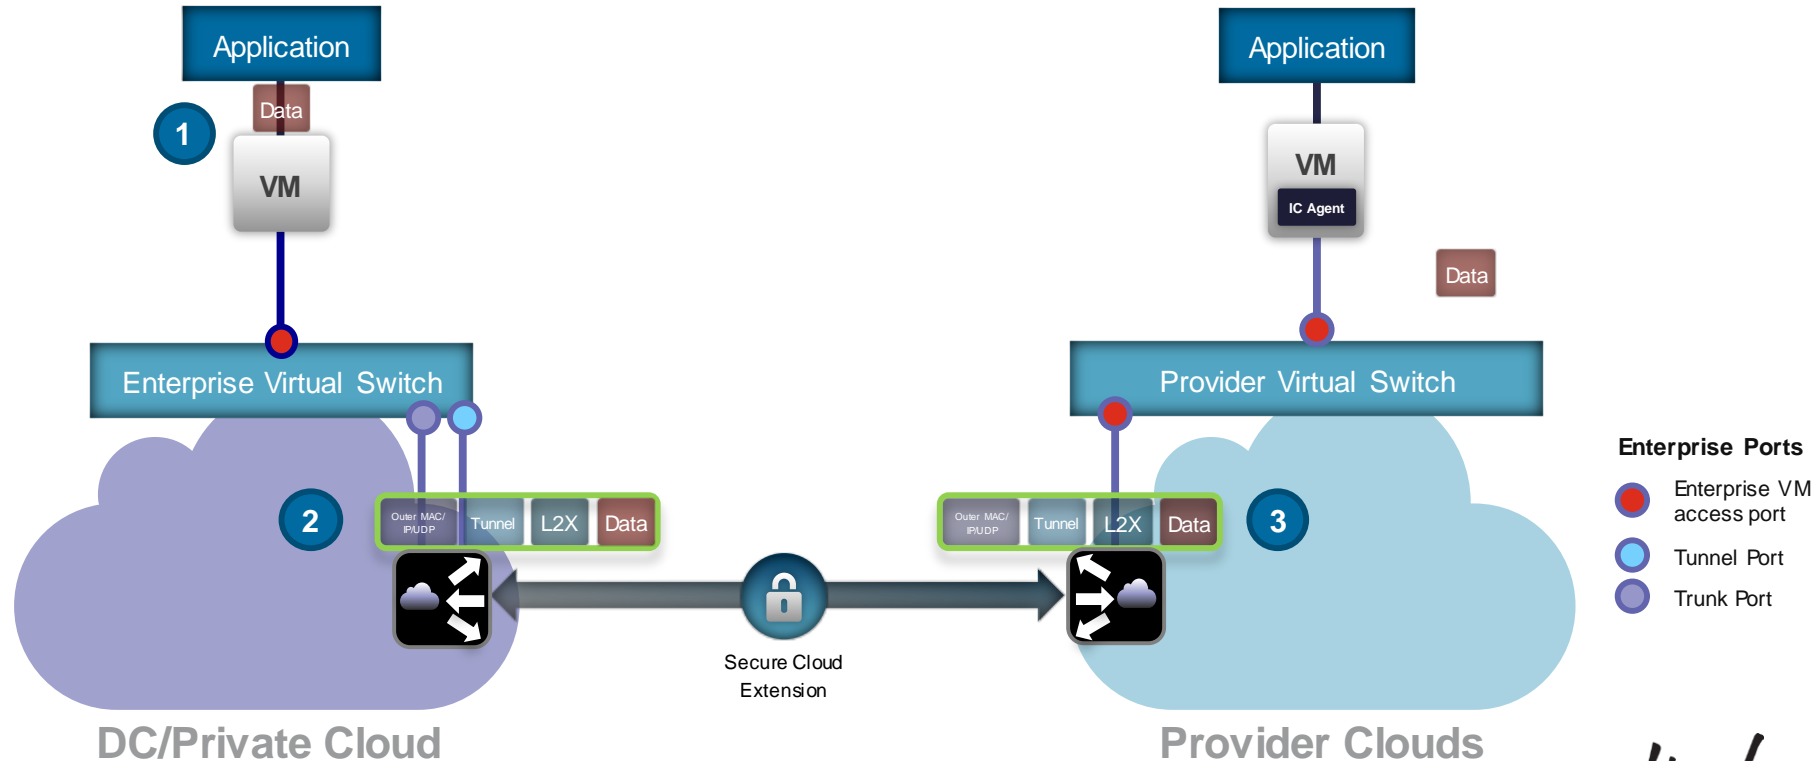 Application
Application
Data
1
VM
VM
IC Agent
Data
Enterprise Virtual Switch
Provider Virtual Switch
Enterprise Ports
Enterprise VM
access port
Tunnel Port
Trunk Port
2
Outer MAC/
IP/UDP
Tunnel
L2X
Data
Outer MAC/
IP/UDP
Tunnel
L2X
Data
3
Secure Cloud
Extension
DC/Private Cloud
Provider Clouds